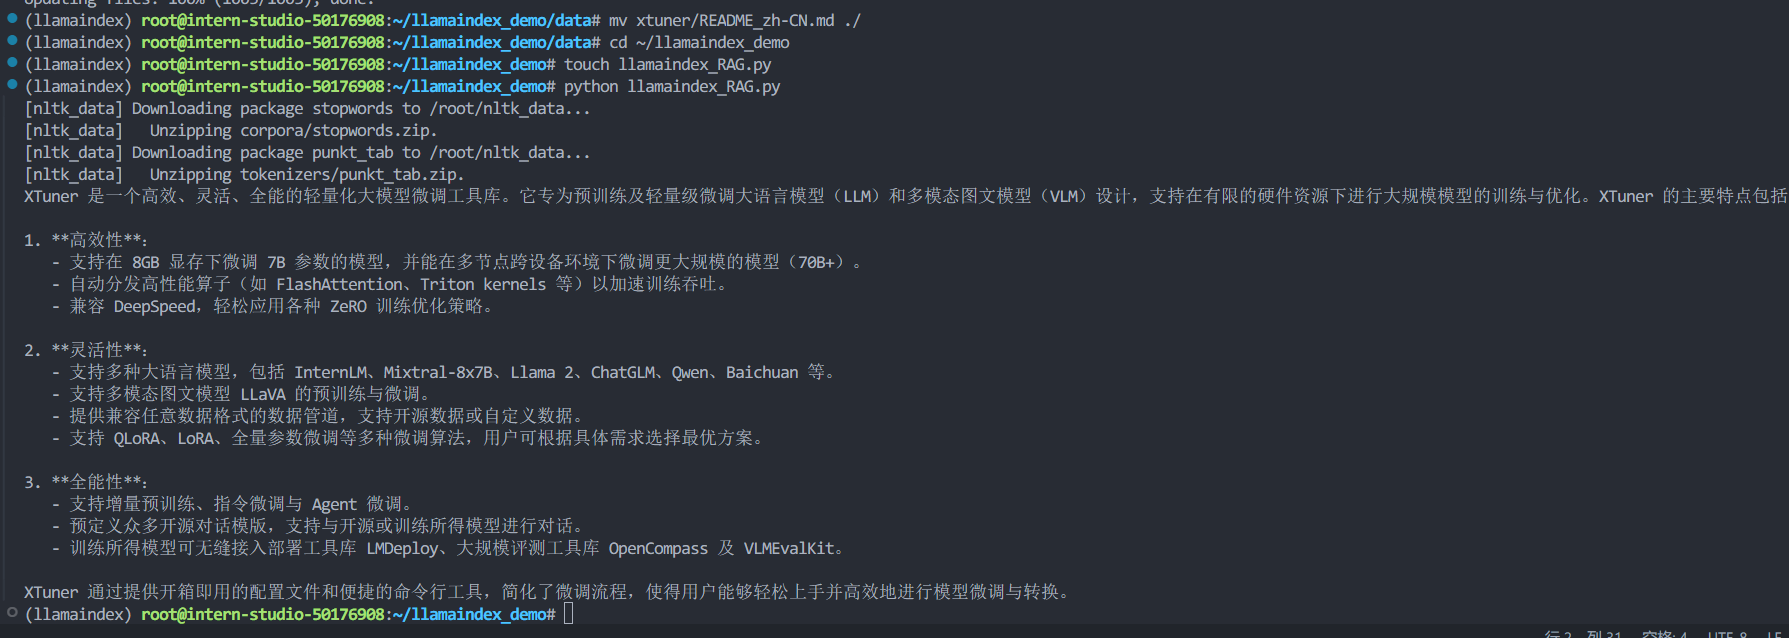 Updating files: 100% (1005/1005), done.
(llamaindex) root@intern-studio-50176908:~/llamaindex_demo/data# mv xtuner/README_zh-CN.md ./
(llamaindex) root@intern-studio-50176908:~/llamaindex_demo/data# cd ~/llamaindex_demo
(llamaindex) root@intern-studio-50176908:~/llamaindex_demo# touch llamaindex_RAG.py
(llamaindex) root@intern-studio-50176908:~/llamaindex_demo# python llamaindex_RAG.py
[nltk_data] Downloading package stopwords to /root/nltk_data...
[nltk_data]   Unzipping corpora/stopwords.zip.
[nltk_data] Downloading package punkt_tab to /root/nltk_data...
[nltk_data]   Unzipping tokenizers/punkt_tab.zip.
XTuner 是一个高效、灵活、全能的轻量化大模型微调工具库。它专为预训练及轻量级微调大语言模型（LLM）和多模态图文模型（VLM）设计，支持在有限的硬件资源下进行大规模模型的训练与优化。XTuner 的主要特点包括
1. **高效性**：
- 支持在 8GB 显存下微调 7B 参数的模型，并能在多节点跨设备环境下微调更大规模的模型（70B+）。
- 自动分发高性能算子（如 FlashAttention、Triton kernels 等）以加速训练吞吐。
- 兼容 DeepSpeed，轻松应用各种 ZeRO 训练优化策略。
2. **灵活性**：
- 支持多种大语言模型，包括 InternLM、Mixtral-8x7B、Llama 2、ChatGLM、Qwen、Baichuan 等。
- 支持多模态图文模型 LLaVA 的预训练与微调。
- 提供兼容任意数据格式的数据管道，支持开源数据或自定义数据。
- 支持 QLoRA、LoRA、全量参数微调等多种微调算法，用户可根据具体需求选择最优方案。
3. **全能性**：
- 支持增量预训练、指令微调与 Agent 微调。
- 预定义众多开源对话模版，支持与开源或训练所得模型进行对话。
- 训练所得模型可无缝接入部署工具库 LMDeploy、大规模评测工具库 OpenCompass 及 VLMEvalKit。
XTuner 通过提供开箱即用的配置文件和便捷的命令行工具，简化了微调流程，使得用户能够轻松上手并高效地进行模型微调与转换。
(llamaindex) root@intern-studio-50176908:~/llamaindex_demo#
行 2，列 31 空格: 4 UTF-8 LF